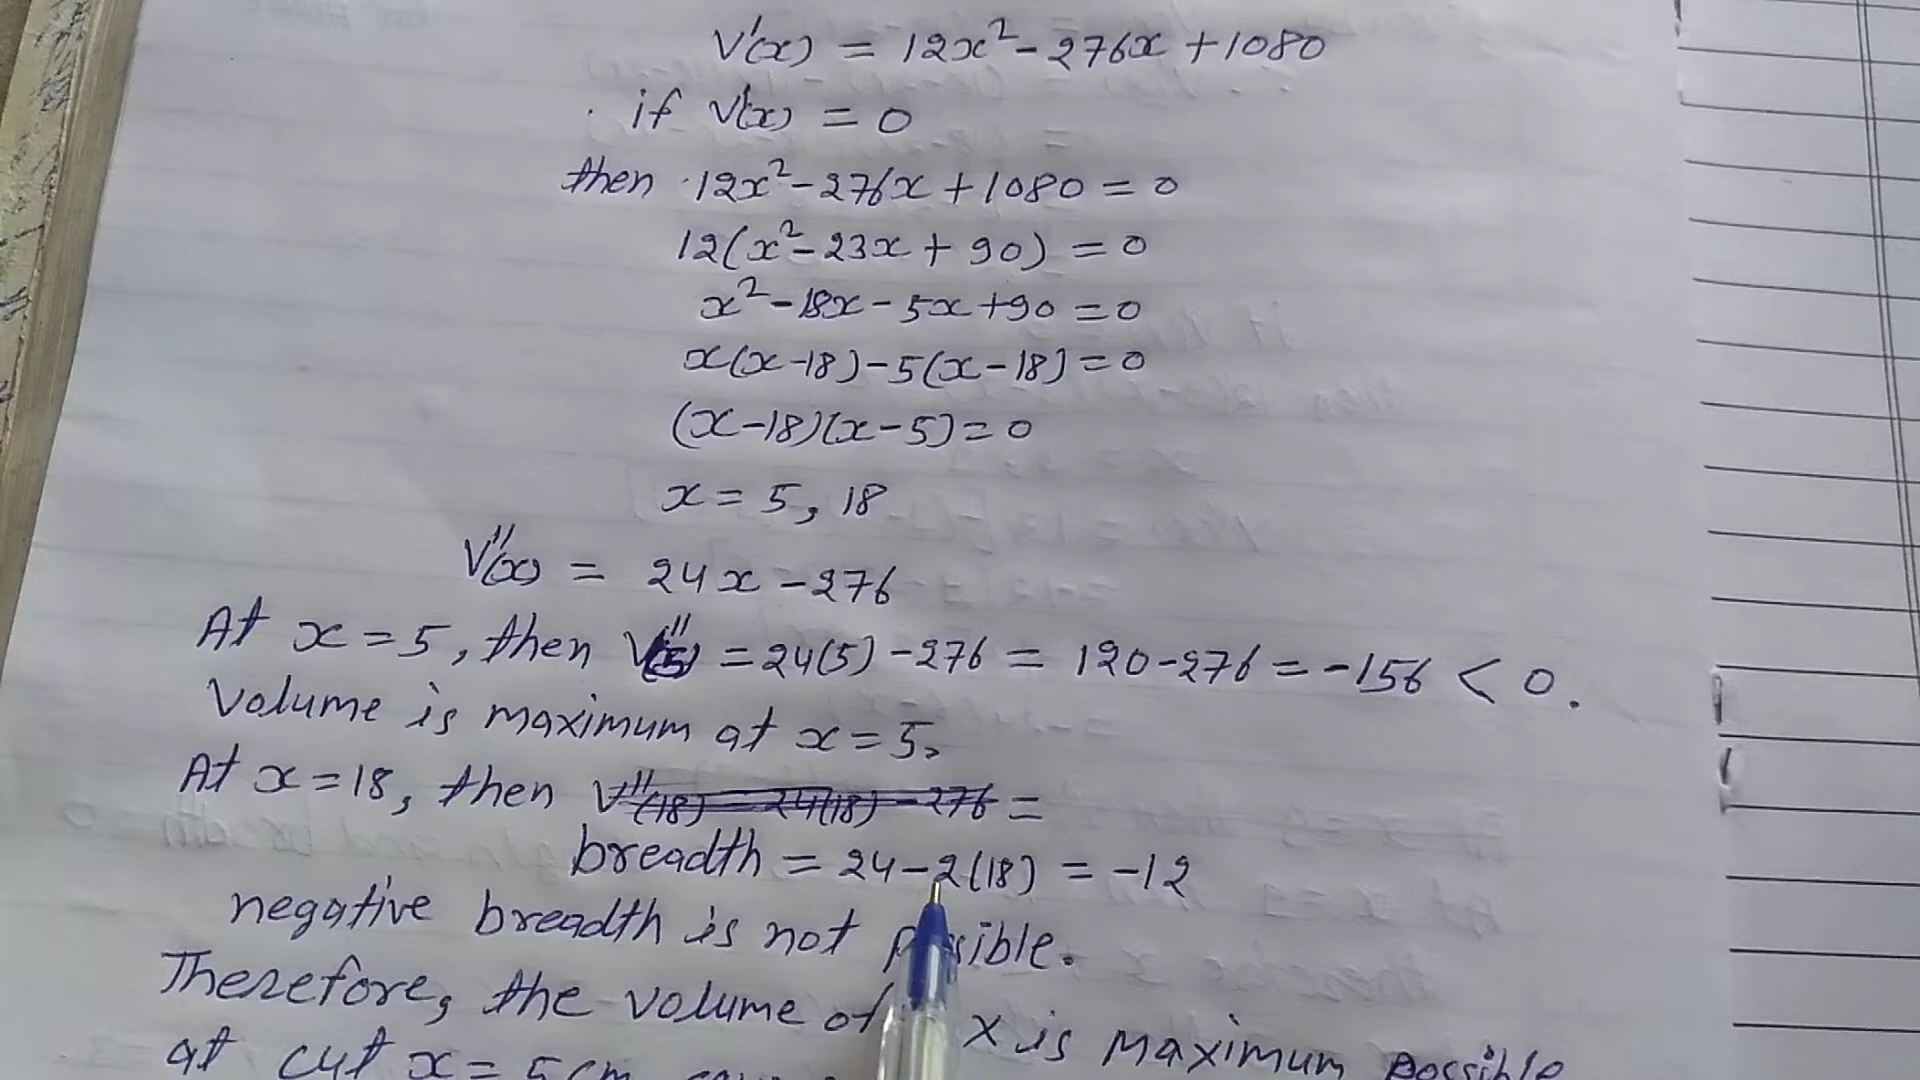 V'(x) = 12x² - 276x + 1080
if V'(x) = 0
then 12x² - 276x + 1080 = 0
12(x² - 23x + 90) = 0
x² - 18x - 5x + 90 = 0
x(x - 18) - 5(x - 18) = 0
(x - 18)(x - 5) = 0
x = 5, 18
V''(x) = 24x - 276
At x = 5, then V''(5) = 24(5) - 276 = 120 - 276 = -156 < 0.
Volume is maximum at x = 5.
At x = 18, then V''(18) = 24(18) - 276 =
breadth = 24 - 2(18) = -12
negative breadth is not possible.
Therefore, the volume of x is maximum possible
at cut x = 5 cm